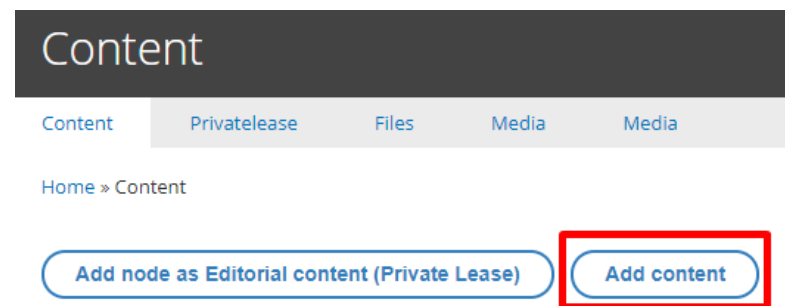 Content
Content Privatelease Files Media Media
Home » Content
Add node as Editorial content (Private Lease) Add content